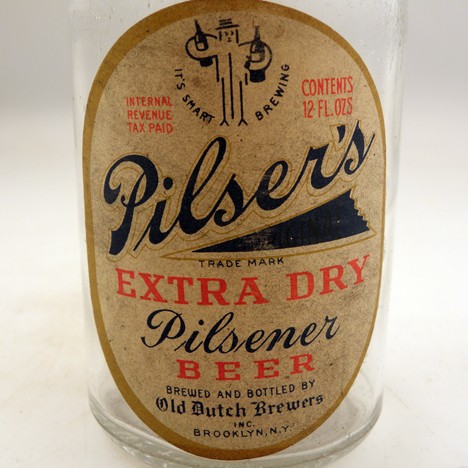 IT'S SMART BREWING
INTERNAL
REVENUE
TAX PAID
CONTENTS
12 FL. OZS
Pilser's
TRADE MARK
EXTRA DRY
Pilsener
BEER
BREWED AND BOTTLED BY
Old Dutch Brewers
INC.
BROOKLYN, N.Y.